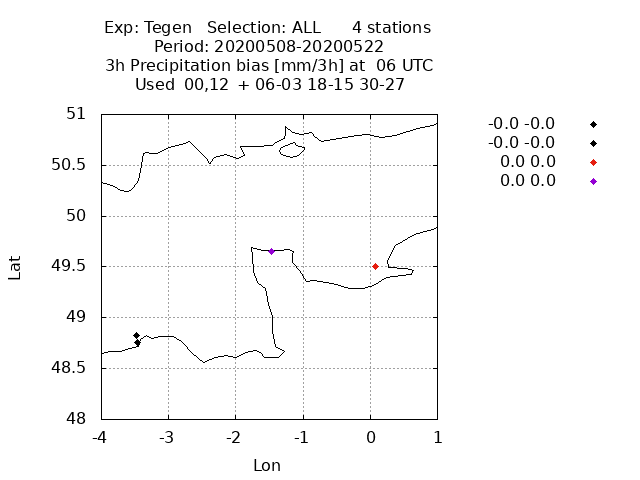 Exp: Tegen   Selection: ALL      4 stations
Period: 20200508-20200522
3h Precipitation bias [mm/3h] at  06 UTC
Used  00,12  + 06-03 18-15 30-27
-0.0 -0.0
-0.0 -0.0
0.0 0.0
0.0 0.0
51
50.5
50
49.5
49
48.5
48
Lat
-4 -3 -2 -1 0 1
Lon